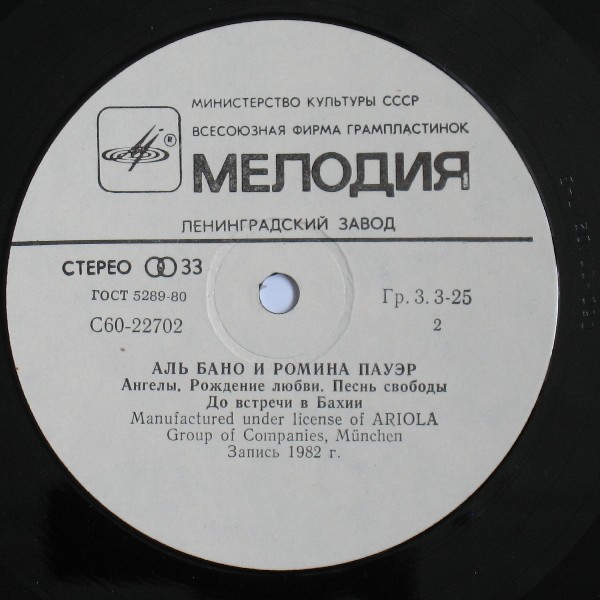 МИНИСТЕРСТВО КУЛЬТУРЫ СССР
ВСЕСОЮЗНАЯ ФИРМА ГРАМПЛАСТИНОК
®
МЕЛОДИЯ
ЛЕНИНГРАДСКИЙ ЗАВОД
СТЕРЕО 33
ГОСТ 5289-80
Гр. 3. 3-25
С60-22702
2
АЛЬ БАНО И РОМИНА ПАУЭР
Ангелы. Рождение любви. Песнь свободы
До встречи в Бахии
Manufactured under license of ARIOLA
Group of Companies, München
Запись 1982 г.